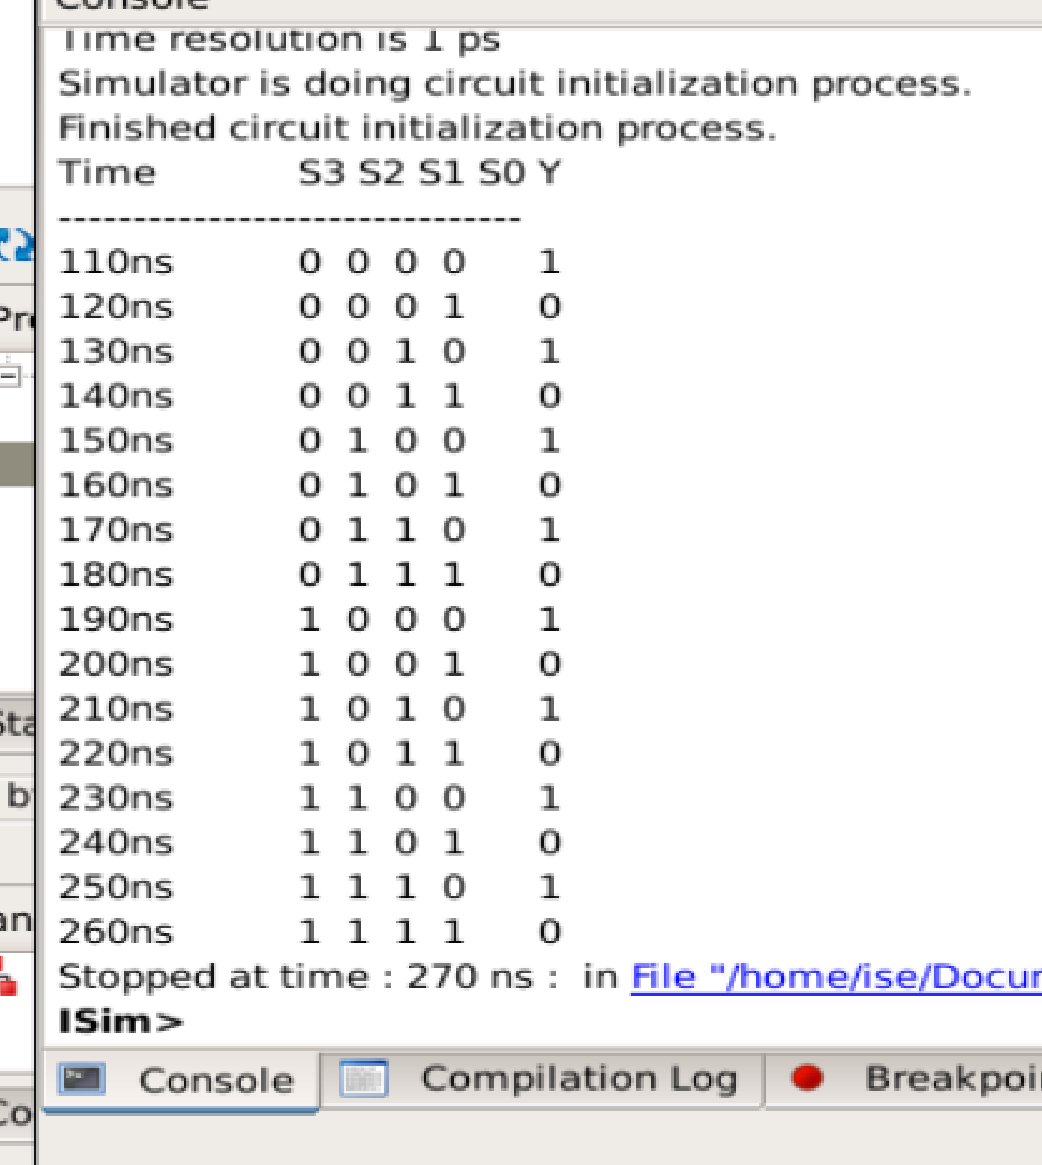 Console
Time resolution is 1 ps
Simulator is doing circuit initialization process.
Finished circuit initialization process.
Time S3 S2 S1 S0 Y
-------------------------------
110ns 0 0 0 0 1
120ns 0 0 0 1 0
130ns 0 0 1 0 1
140ns 0 0 1 1 0
150ns 0 1 0 0 1
160ns 0 1 0 1 0
170ns 0 1 1 0 1
180ns 0 1 1 1 0
190ns 1 0 0 0 1
200ns 1 0 0 1 0
210ns 1 0 1 0 1
220ns 1 0 1 1 0
230ns 1 1 0 0 1
240ns 1 1 0 1 0
250ns 1 1 1 0 1
260ns 1 1 1 1 0
Stopped at time : 270 ns : in File "/home/ise/Docu
ISim>
Console Compilation Log Breakpoi